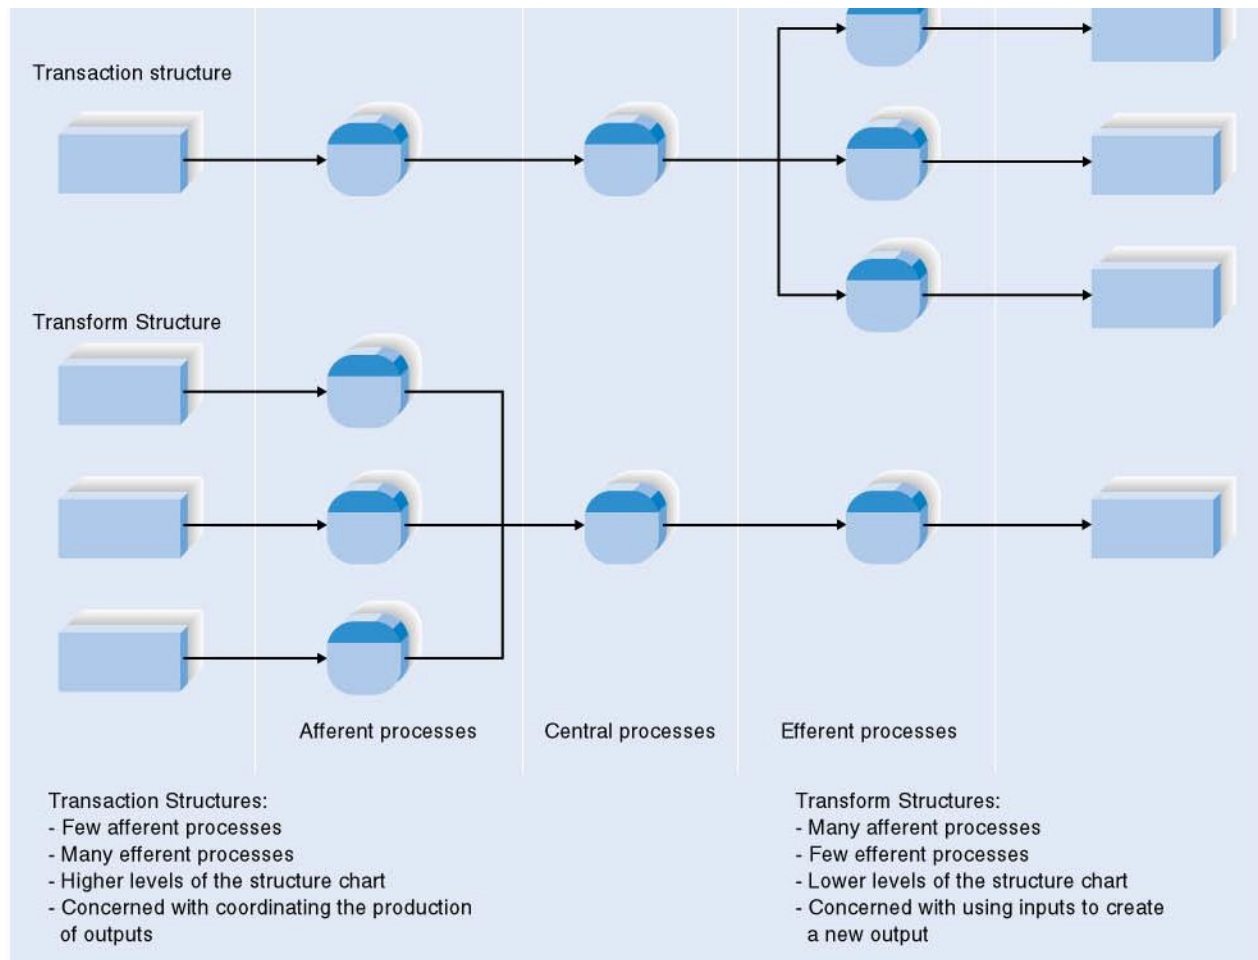 Transaction structure
Transform Structure
Afferent processes
Central processes
Efferent processes
Transaction Structures:
- Few afferent processes
- Many efferent processes
- Higher levels of the structure chart
- Concerned with coordinating the production
of outputs
Transform Structures:
- Many afferent processes
- Few efferent processes
- Lower levels of the structure chart
- Concerned with using inputs to create
a new output